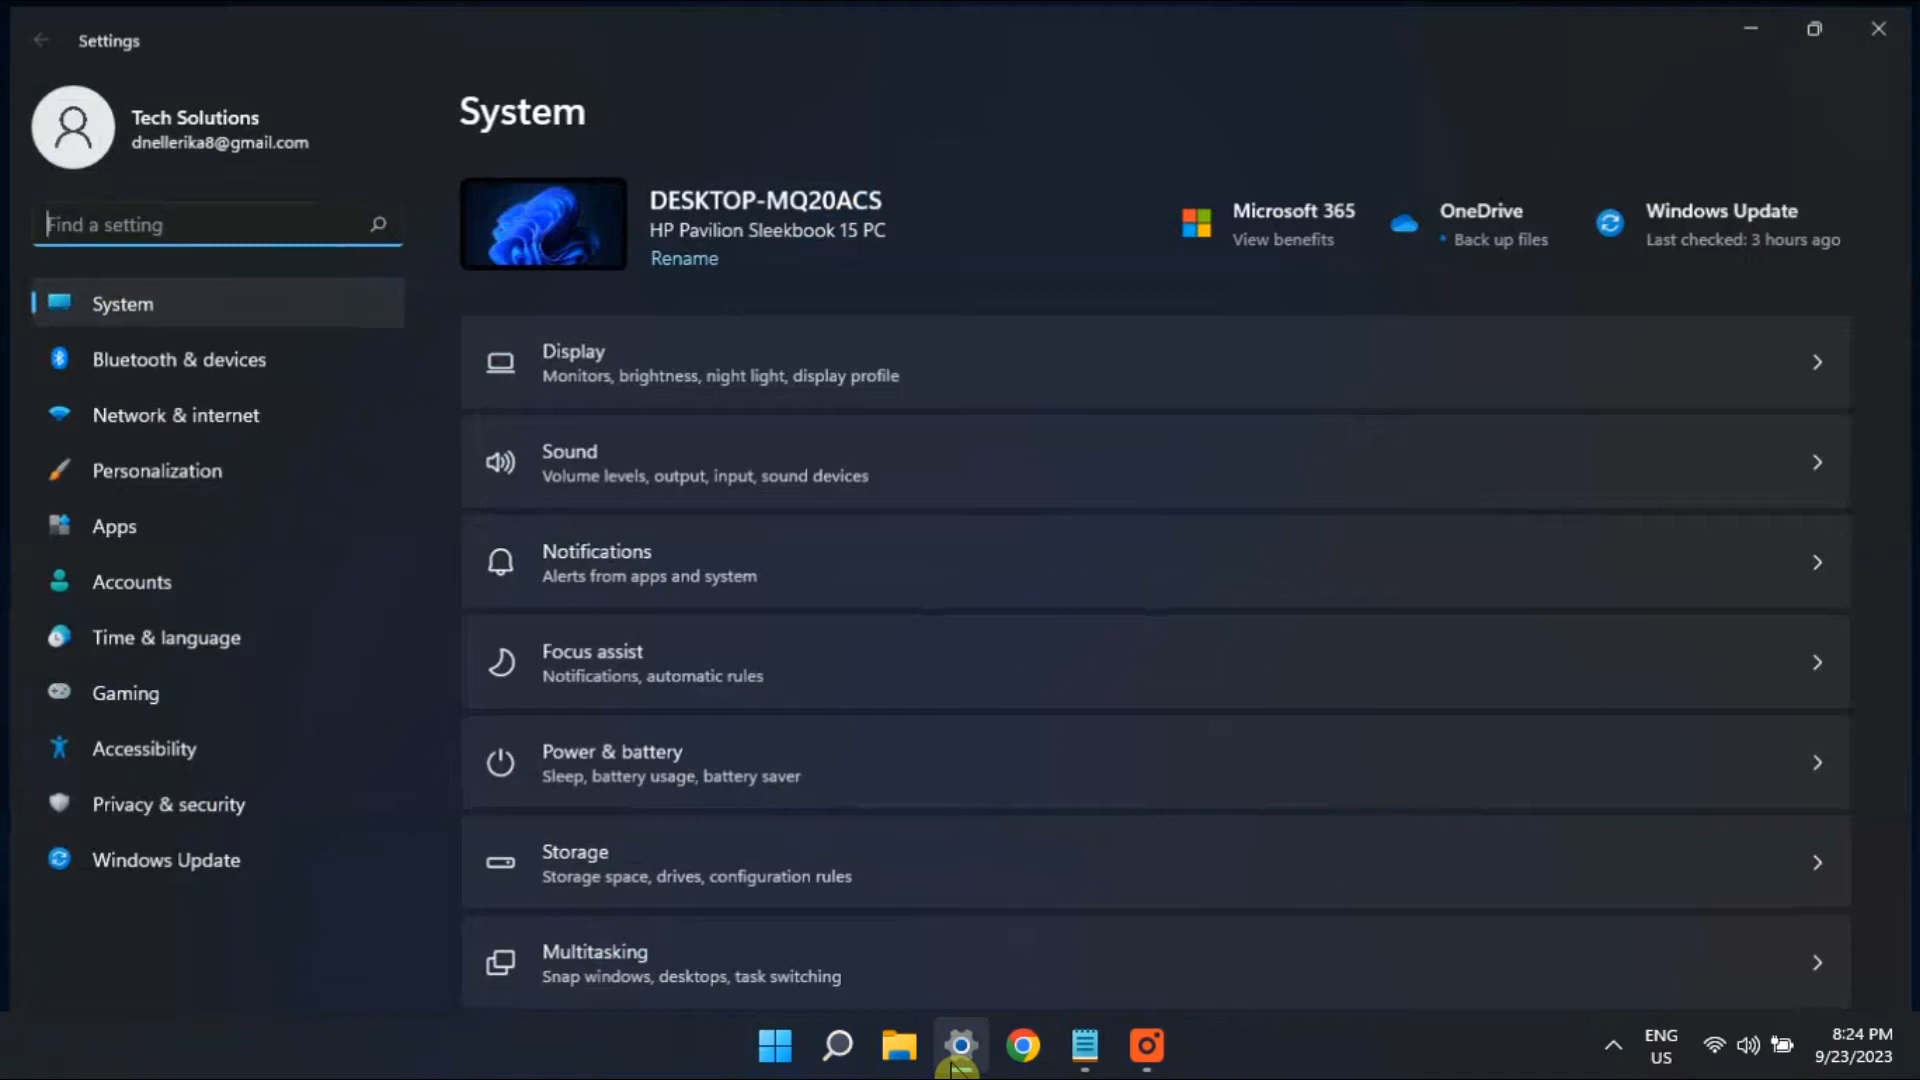 Settings
Tech Solutions
dnellerika8@gmail.com
Find a setting
System
Bluetooth & devices
Network & internet
Personalization
Apps
Accounts
Time & language
Gaming
Accessibility
Privacy & security
Windows Update
System
DESKTOP-MQ20ACS
HP Pavilion Sleekbook 15 PC
Rename
Microsoft 365
View benefits
OneDrive
• Back up files
Windows Update
Last checked: 3 hours ago
Display
Monitors, brightness, night light, display profile
Sound
Volume levels, output, input, sound devices
Notifications
Alerts from apps and system
Focus assist
Notifications, automatic rules
Power & battery
Sleep, battery usage, battery saver
Storage
Storage space, drives, configuration rules
Multitasking
Snap windows, desktops, task switching
ENG
US
8:24 PM
9/23/2023